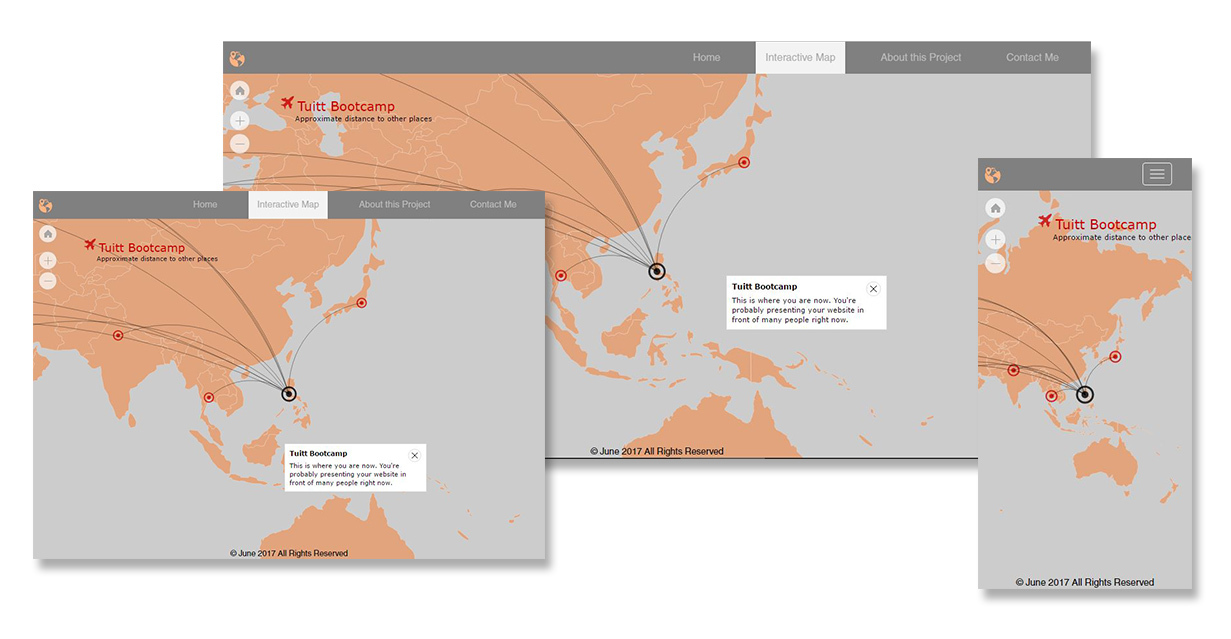 Home Interactive Map About this Project Contact Me
Tuitt Bootcamp
Approximate distance to other places
Tuitt Bootcamp
This is where you are now. You're
probably presenting your website in
front of many people right now.
© June 2017 All Rights Reserved
Home Interactive Map About this Project Contact Me
Tuitt Bootcamp
Approximate distance to other places
Tuitt Bootcamp
This is where you are now. You're
probably presenting your website in
front of many people right now.
© June 2017 All Rights Reserved
Tuitt Bootcamp
Approximate distance to other place
© June 2017 All Rights Reserved